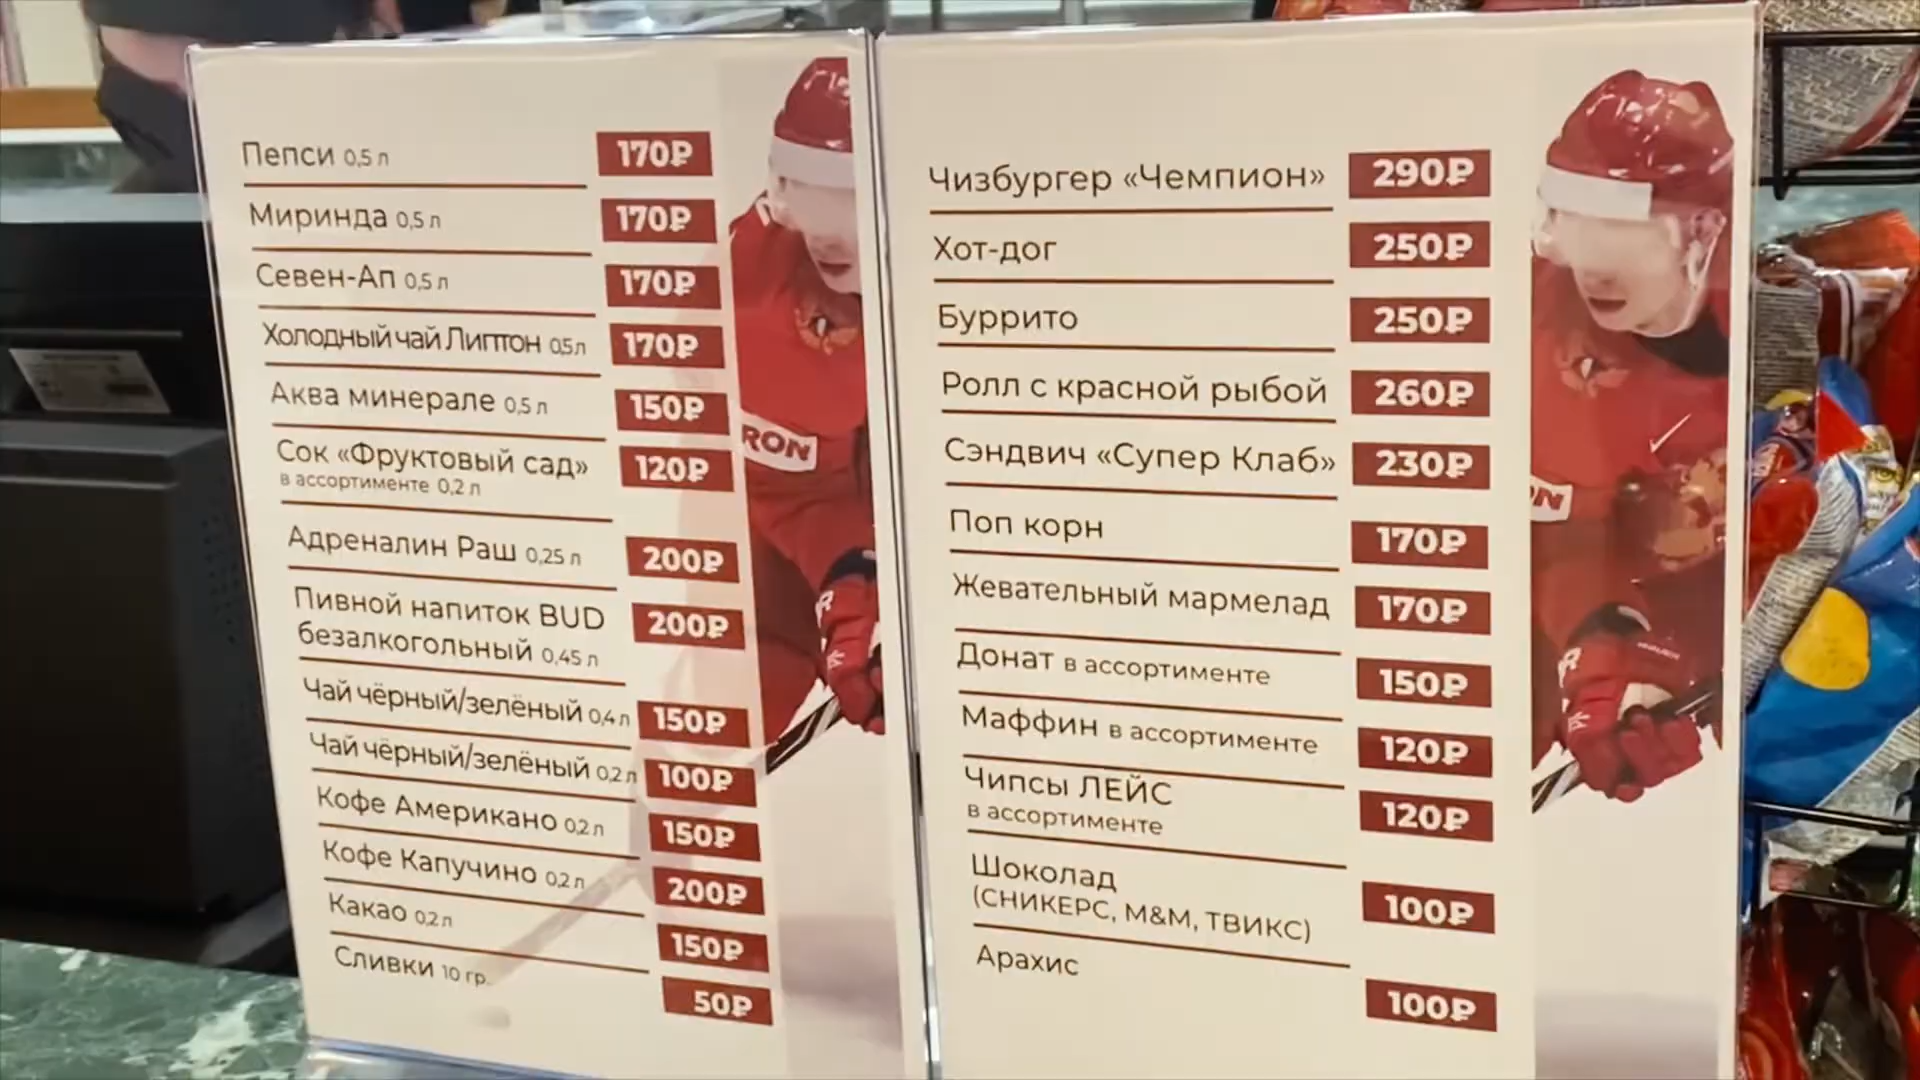 Пепси 0,5 л 170₽
Миринда 0,5 л 170₽
Севен-Ап 0,5 л 170₽
Холодный чай Липтон 0,5 л 170₽
Аква минерале 0,5 л 150₽
Сок «Фруктовый сад» 120₽
в ассортименте 0,2 л
Адреналин Раш 0,25 л 200₽
Пивной напиток BUD 200₽
безалкогольный 0,45 л
Чай чёрный/зелёный 0,4 л 150₽
Чай чёрный/зелёный 0,2 л 100₽
Кофе Американо 0,2 л 150₽
Кофе Капучино 0,2 л 200₽
Какао 0,2 л 150₽
Сливки 10 гр. 50₽
RON
Чизбургер «Чемпион» 290₽
Хот-дог 250₽
Буррито 250₽
Ролл с красной рыбой 260₽
Сэндвич «Супер Клаб» 230₽
Поп корн 170₽
Жевательный мармелад 170₽
Донат в ассортименте 150₽
Маффин в ассортименте 120₽
Чипсы ЛЕЙС 120₽
в ассортименте
Шоколад
(СНИКЕРС, M&M, ТВИКС) 100₽
Арахис 100₽
ON